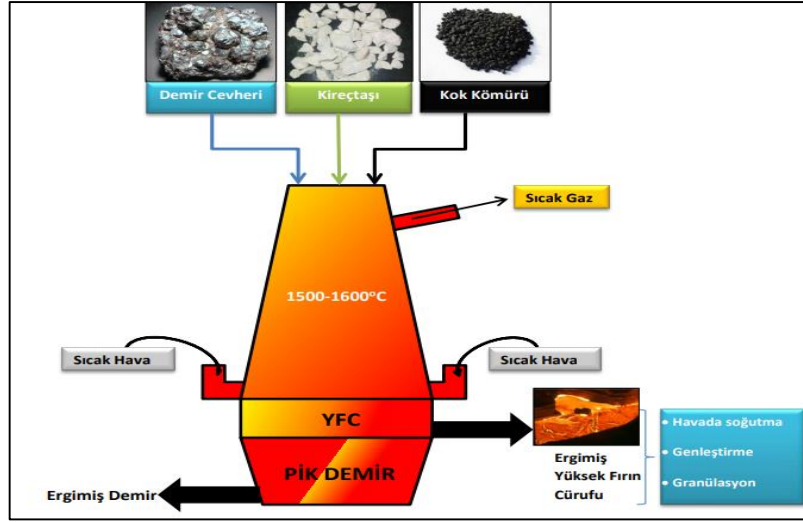 Demir Cevheri
Kireçtaşı
Kok Kömürü
Sıcak Gaz
1500-1600°C
Sıcak Hava
Sıcak Hava
YFC
PİK DEMİR
Ergimiş Demir
Ergimiş
Yüksek Fırın
Cürufu
• Havada soğutma
• Genleştirme
• Granülasyon